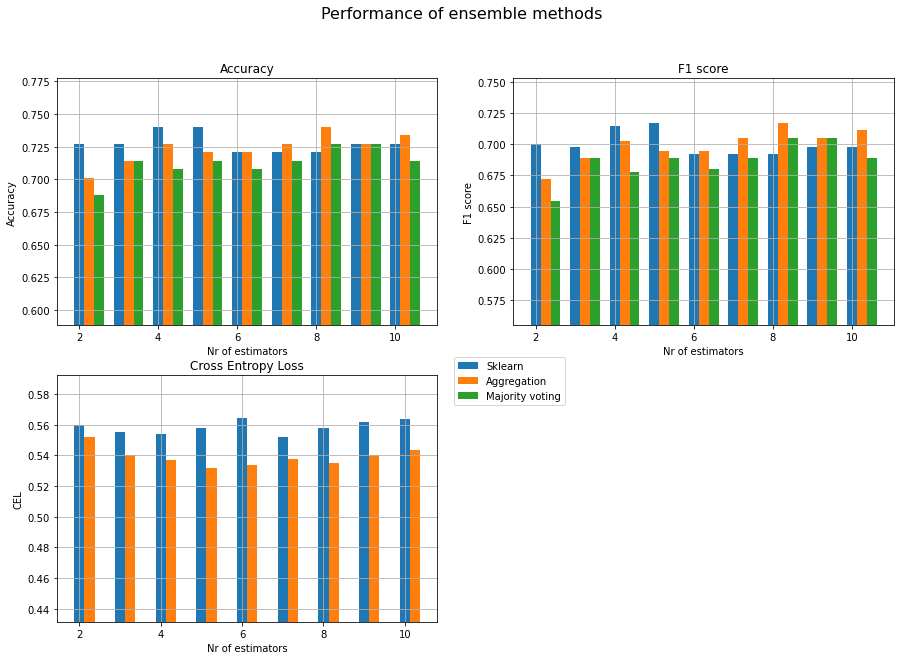 Performance of ensemble methods
Accuracy
0.775
0.750
0.725
0.700
0.675
0.650
0.625
0.600
Accuracy
2 4 6 8 10
Nr of estimators
F1 score
0.750
0.725
0.700
0.675
0.650
0.625
0.600
0.575
F1 score
2 4 6 8 10
Nr of estimators
Cross Entropy Loss
0.58
0.56
0.54
0.52
0.50
0.48
0.46
0.44
CEL
2 4 6 8 10
Nr of estimators
Sklearn
Aggregation
Majority voting